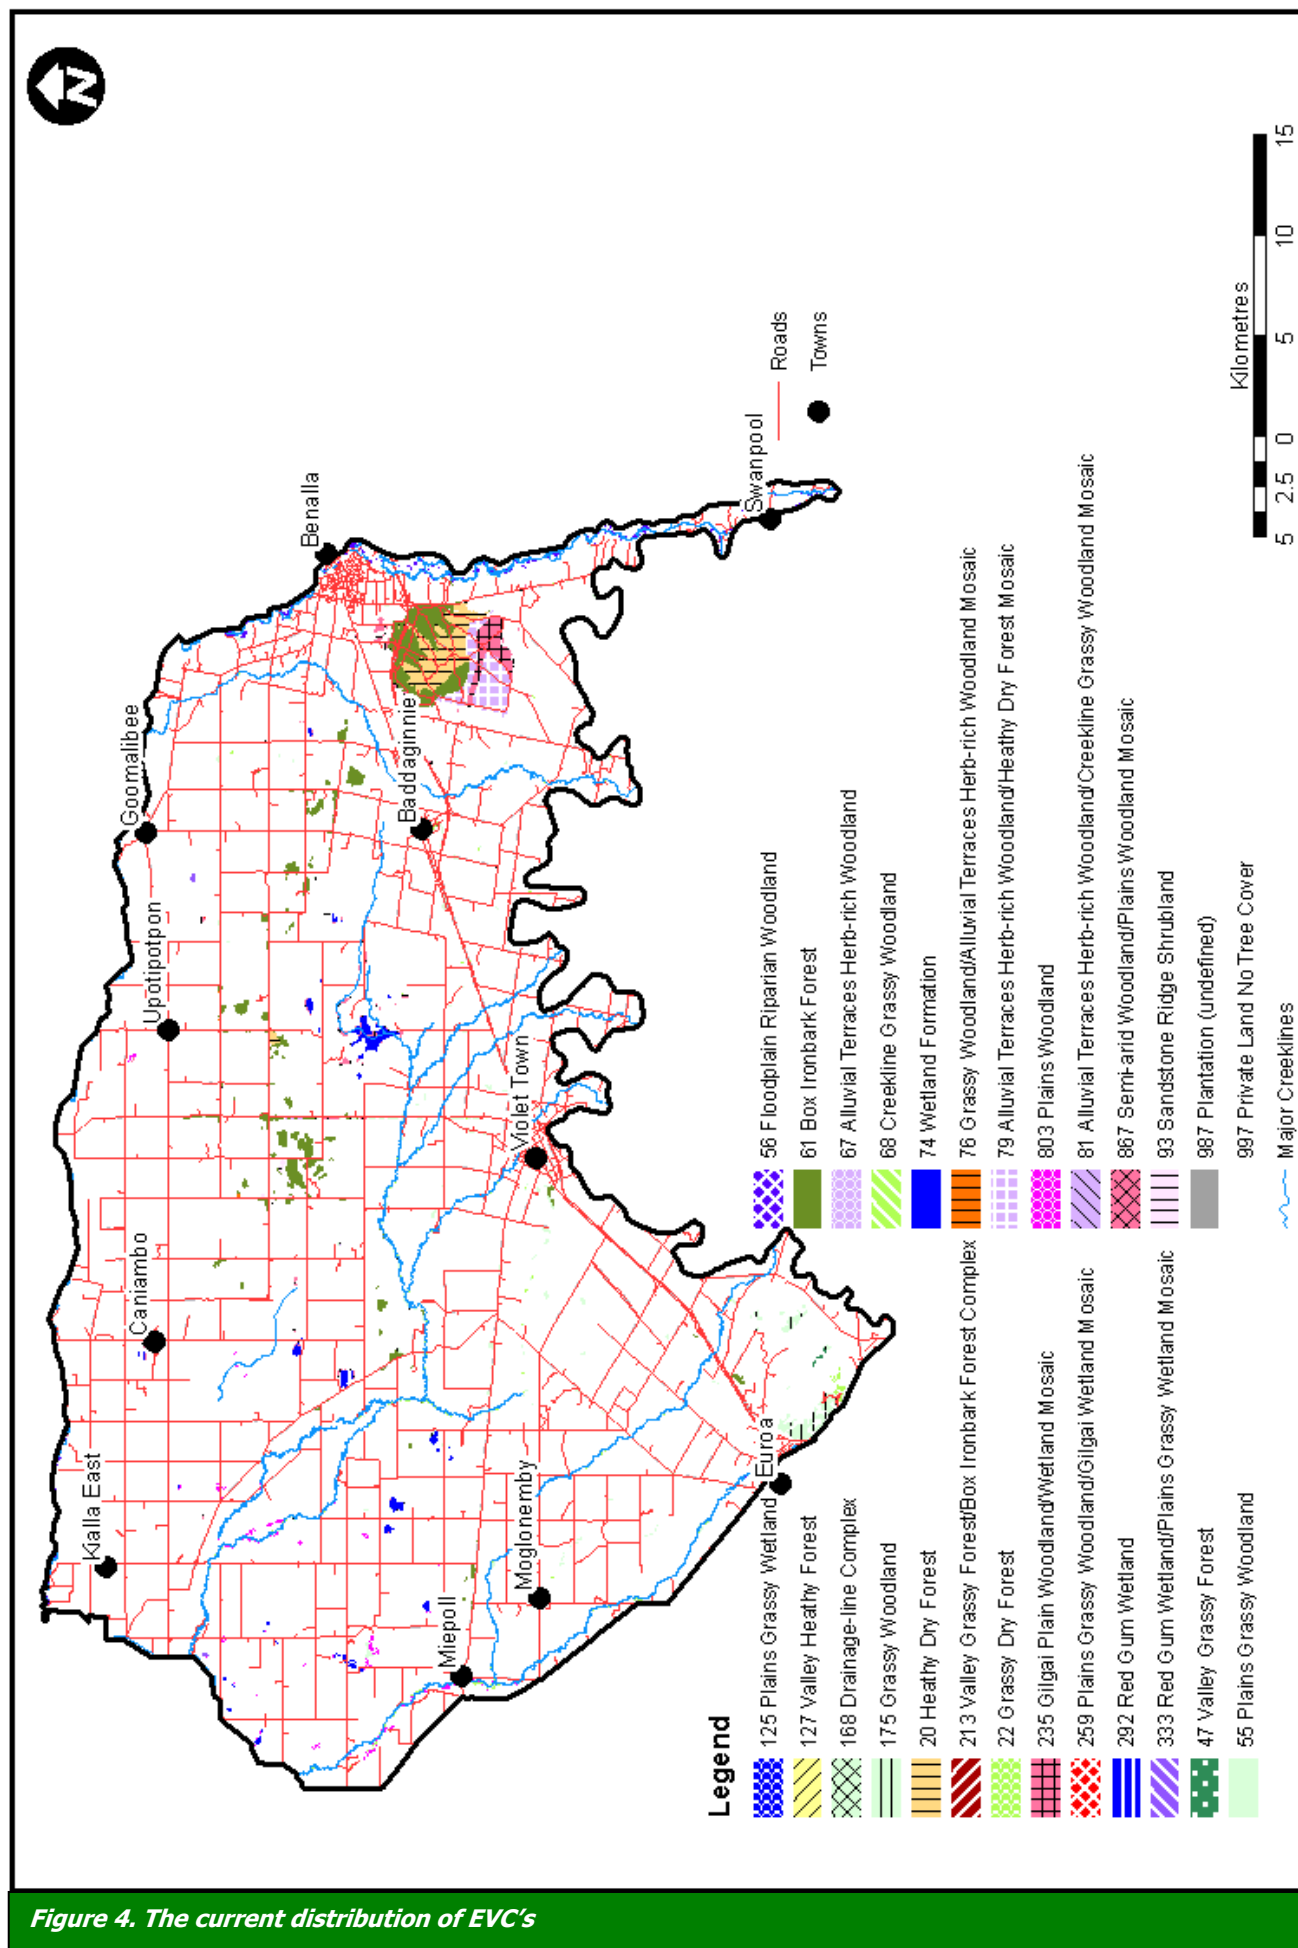 N
Kialla East
Caniambo
Upotipotpon
Goomalibee
Benalla
Baddaginnie
Miepoll
Moglonemby
Violet Town
Euroa
Swanpool
Legend
125 Plains Grassy Wetland
127 Valley Heathy Forest
168 Drainage-line Complex
175 Grassy Woodland
20 Heathy Dry Forest
213 Valley Grassy Forest/Box Ironbark Forest Complex
22 Grassy Dry Forest
235 Gilgai Plain Woodland/Wetland Mosaic
259 Plains Grassy Woodland/Gilgai Wetland Mosaic
292 Red Gum Wetland
333 Red Gum Wetland/Plains Grassy Wetland Mosaic
47 Valley Grassy Forest
55 Plains Grassy Woodland
56 Floodplain Riparian Woodland
61 Box Ironbark Forest
67 Alluvial Terraces Herb-rich Woodland
68 Creekline Grassy Woodland
74 Wetland Formation
76 Grassy Woodland/Alluvial Terraces Herb-rich Woodland Mosaic
79 Alluvial Terraces Herb-rich Woodland/Heathy Dry Forest Mosaic
803 Plains Woodland
81 Alluvial Terraces Herb-rich Woodland/Creekline Grassy Woodland Mosaic
867 Semi-arid Woodland/Plains Woodland Mosaic
93 Sandstone Ridge Shrubland
987 Plantation (undefined)
997 Private Land No Tree Cover
Major Creeklines
Roads
Towns
Kilometres
5 2.5 0 5 10 15
Figure 4. The current distribution of EVC's